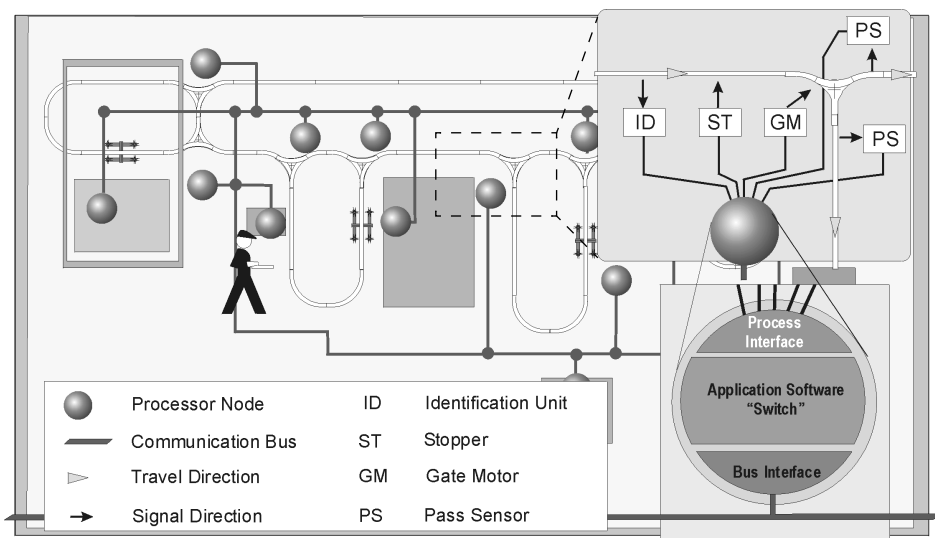 PS
ID
ST
GM
PS
Process
Interface
Application Software
“Switch”
Bus Interface
Processor Node
ID
Identification Unit
Communication Bus
ST
Stopper
Travel Direction
GM
Gate Motor
Signal Direction
PS
Pass Sensor